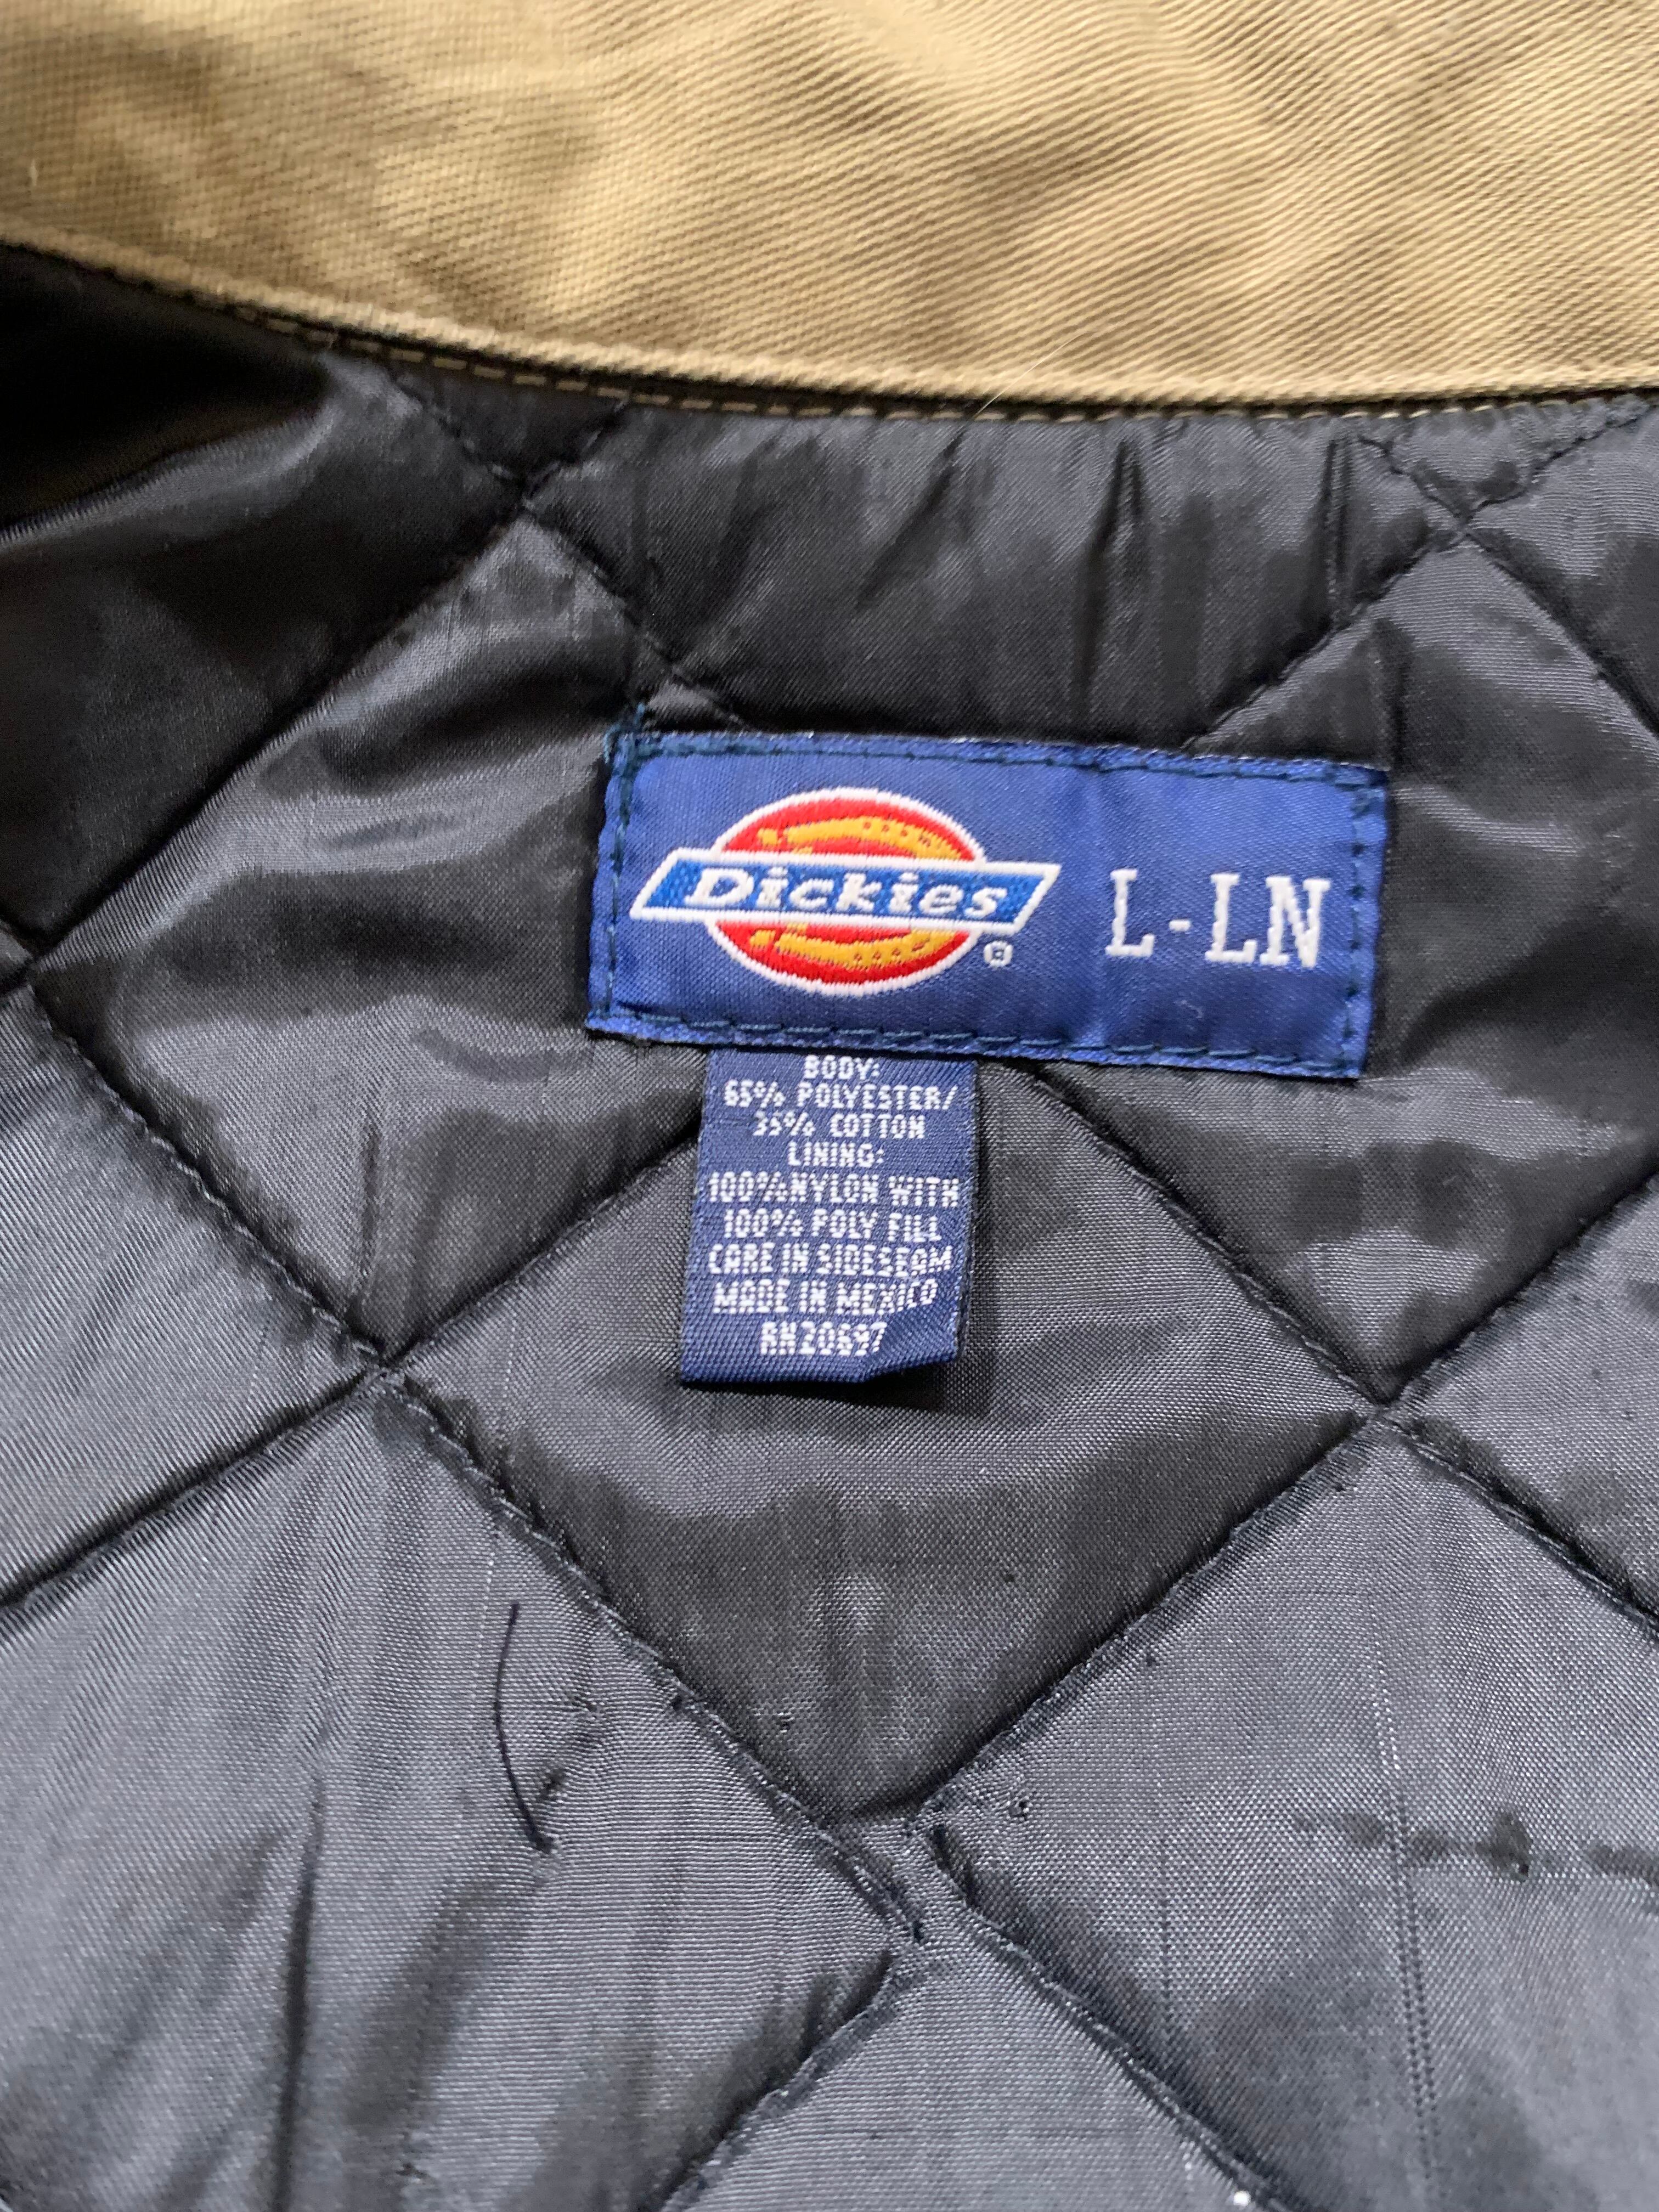 Dickies® L-LN
BODY:
65% POLYESTER/
35% COTTON
LINING:
100%NYLON WITH
100% POLY FILL
CARE IN SIDESEAM
MADE IN MEXICO
RN20697